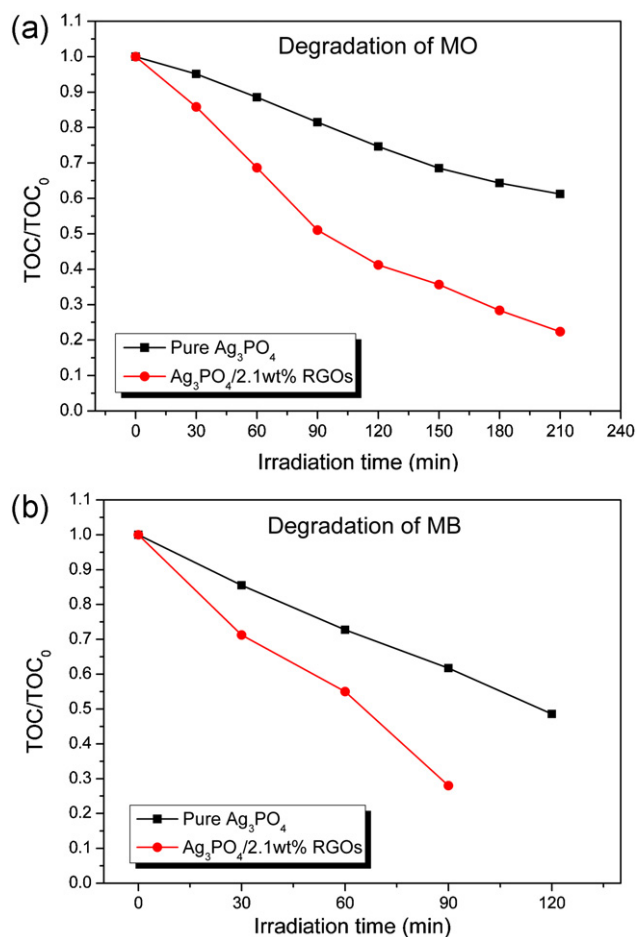 (a)
Degradation of MO
1.1
1.0
0.9
0.8
0.7
0.6
0.5
0.4
0.3
0.2
0.1
0.0
TOC/TOC₀
Pure Ag₃PO₄
Ag₃PO₄/2.1wt% RGOs
0 30 60 90 120 150 180 210 240
Irradiation time (min)
(b)
Degradation of MB
1.1
1.0
0.9
0.8
0.7
0.6
0.5
0.4
0.3
0.2
0.1
0.0
TOC/TOC₀
Pure Ag₃PO₄
Ag₃PO₄/2.1wt% RGOs
0 30 60 90 120
Irradiation time (min)